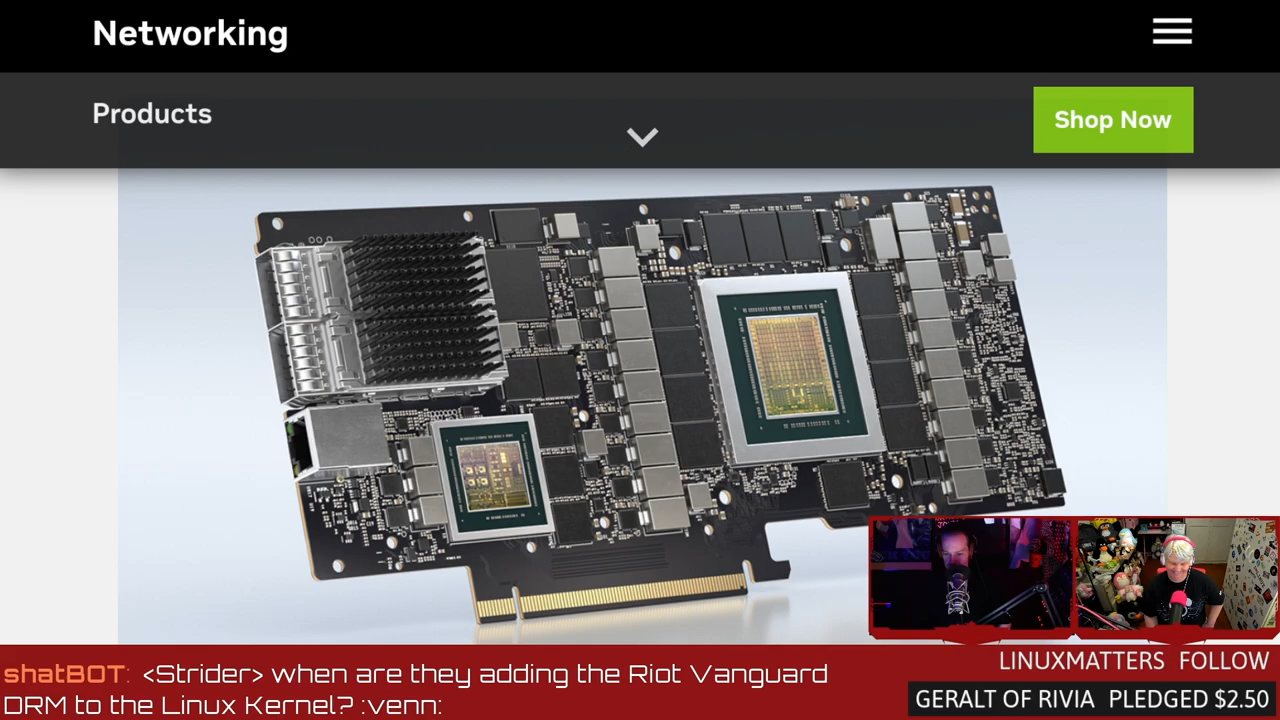 Networking
Products
Shop Now
shatBOT: <Strider> when are they adding the Riot Vanguard
DRM to the Linux Kernel? :venn:
LINUXMATTERS FOLLOW
GERALT OF RIVIA PLEDGED $2.50